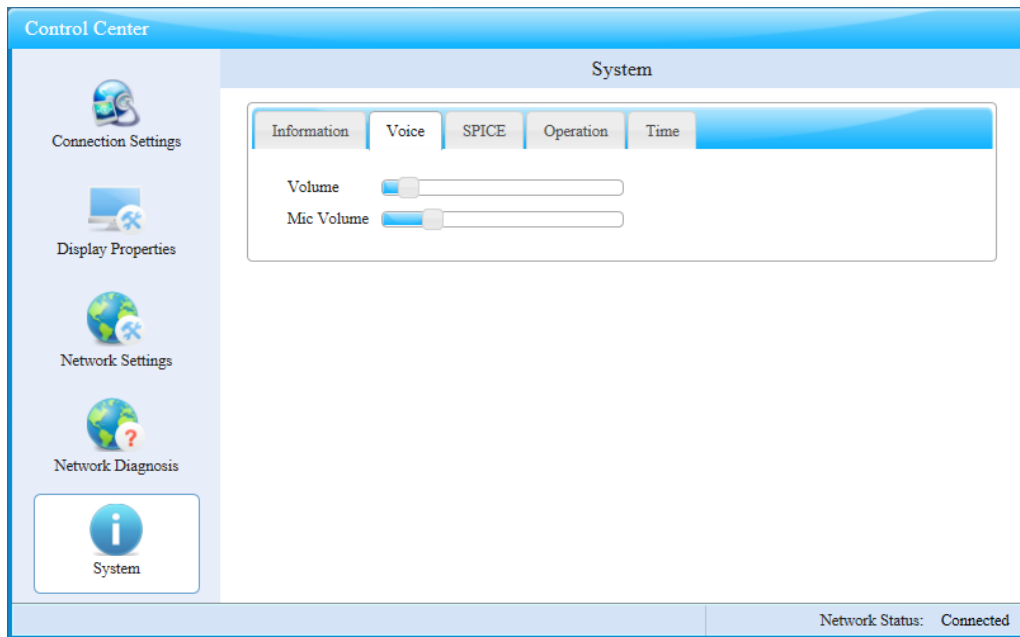 Control Center
System
Connection Settings
Display Properties
Network Settings
Network Diagnosis
System
Information Voice SPICE Operation Time
Volume
Mic Volume
Network Status: Connected